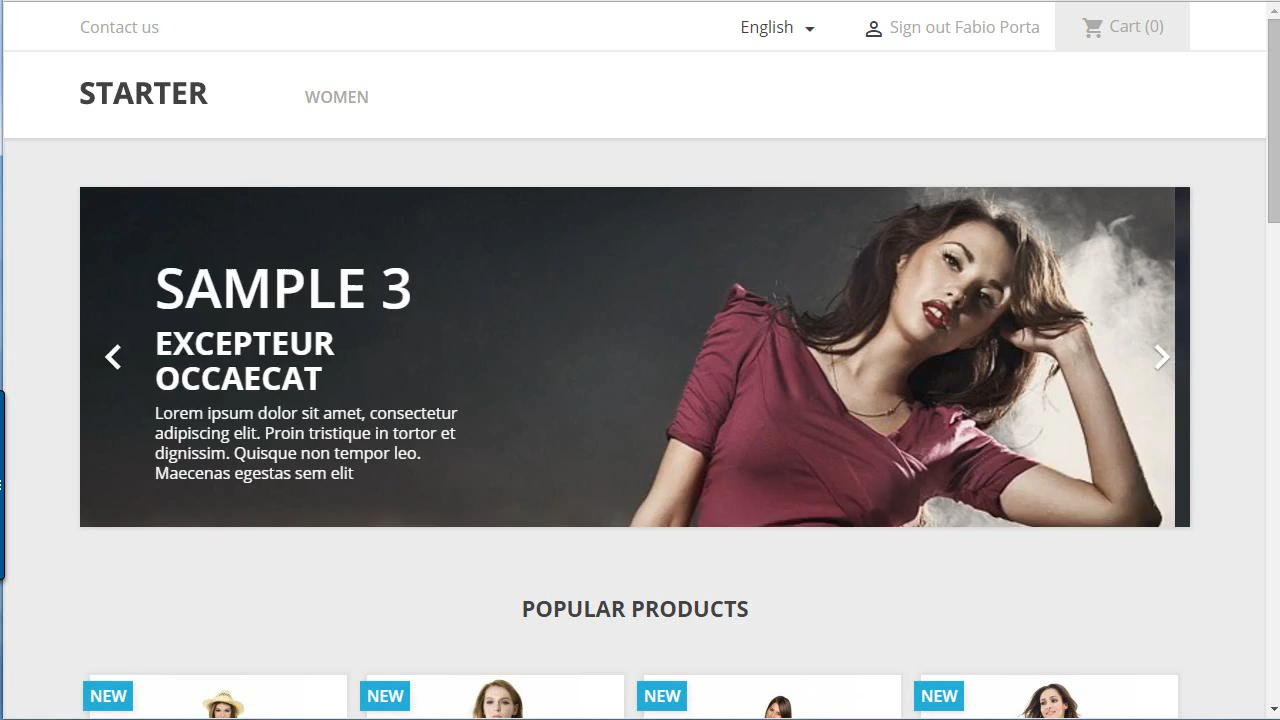 Contact us
English
Sign out Fabio Porta
Cart (0)
STARTER
WOMEN
SAMPLE 3
EXCEPTEUR
OCCAECAT
Lorem ipsum dolor sit amet, consectetur
adipiscing elit. Proin tristique in tortor et
dignissim. Quisque non tempor leo.
Maecenas egestas sem elit
POPULAR PRODUCTS
NEW
NEW
NEW
NEW